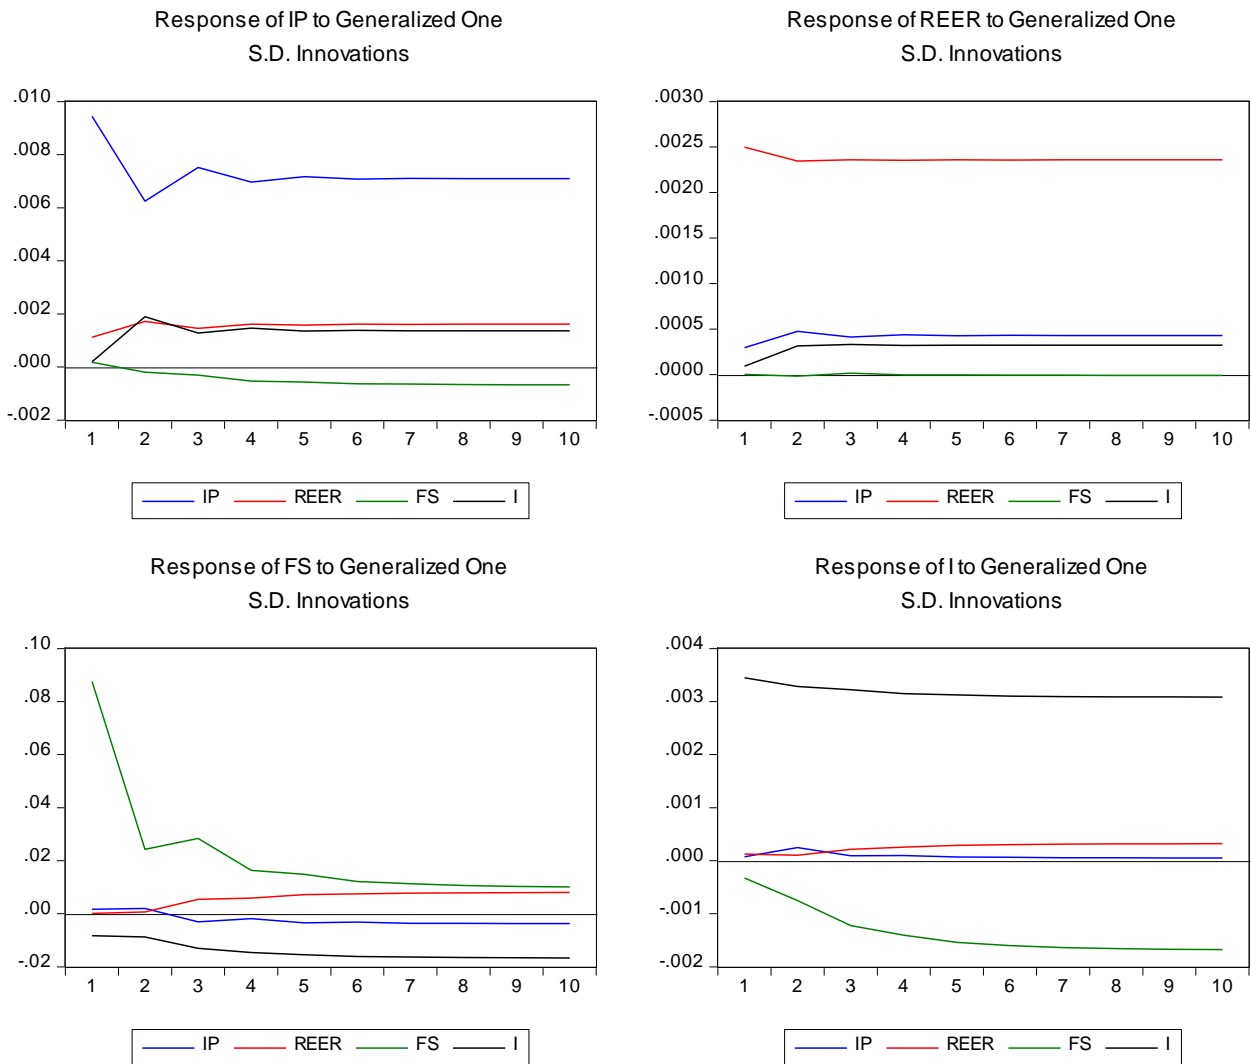 Response of IP to Generalized One
S.D. Innovations
.010
.008
.006
.004
.002
.000
-.002
1 2 3 4 5 6 7 8 9 10
IP REER FS I
Response of REER to Generalized One
S.D. Innovations
.0030
.0025
.0020
.0015
.0010
.0005
.0000
-.0005
1 2 3 4 5 6 7 8 9 10
IP REER FS I
Response of FS to Generalized One
S.D. Innovations
.10
.08
.06
.04
.02
.00
-.02
1 2 3 4 5 6 7 8 9 10
IP REER FS I
Response of I to Generalized One
S.D. Innovations
.004
.003
.002
.001
.000
-.001
-.002
1 2 3 4 5 6 7 8 9 10
IP REER FS I